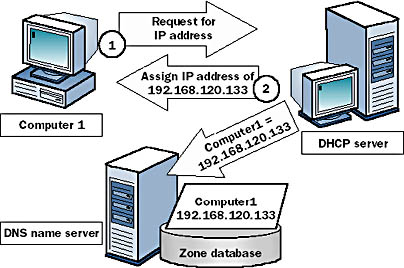 1
Request for
IP address
Assign IP address of
192.168.120.133
2
Computer 1
DHCP server
Computer1 =
192.168.120.133
DNS name server
Computer1
192.168.120.133
Zone database